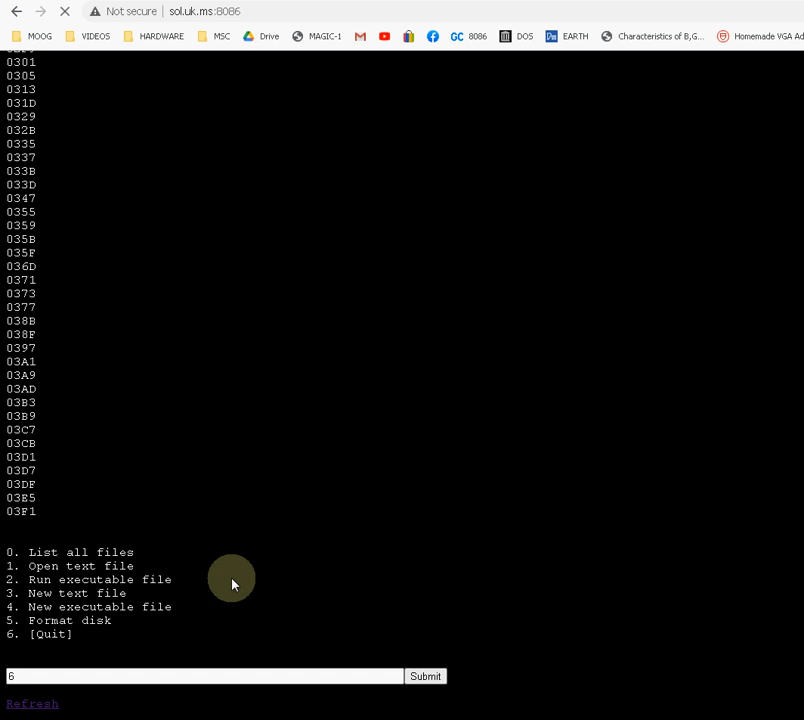 Not secure | sol.uk.ms:8086
MOOG VIDEOS HARDWARE MSC Drive MAGIC-1 GC 8086 DOS EARTH Characteristics of B,G... Homemade VGA Ad
0301
0305
0313
031D
0329
032B
0335
0337
033B
033D
0347
0355
0359
035B
035F
036D
0371
0373
0377
038B
038F
0397
03A1
03A9
03AD
03B3
03B9
03C7
03CB
03D1
03D7
03DF
03E5
03F1
0. List all files
1. Open text file
2. Run executable file
3. New text file
4. New executable file
5. Format disk
6. [Quit]
6 Submit
Refresh